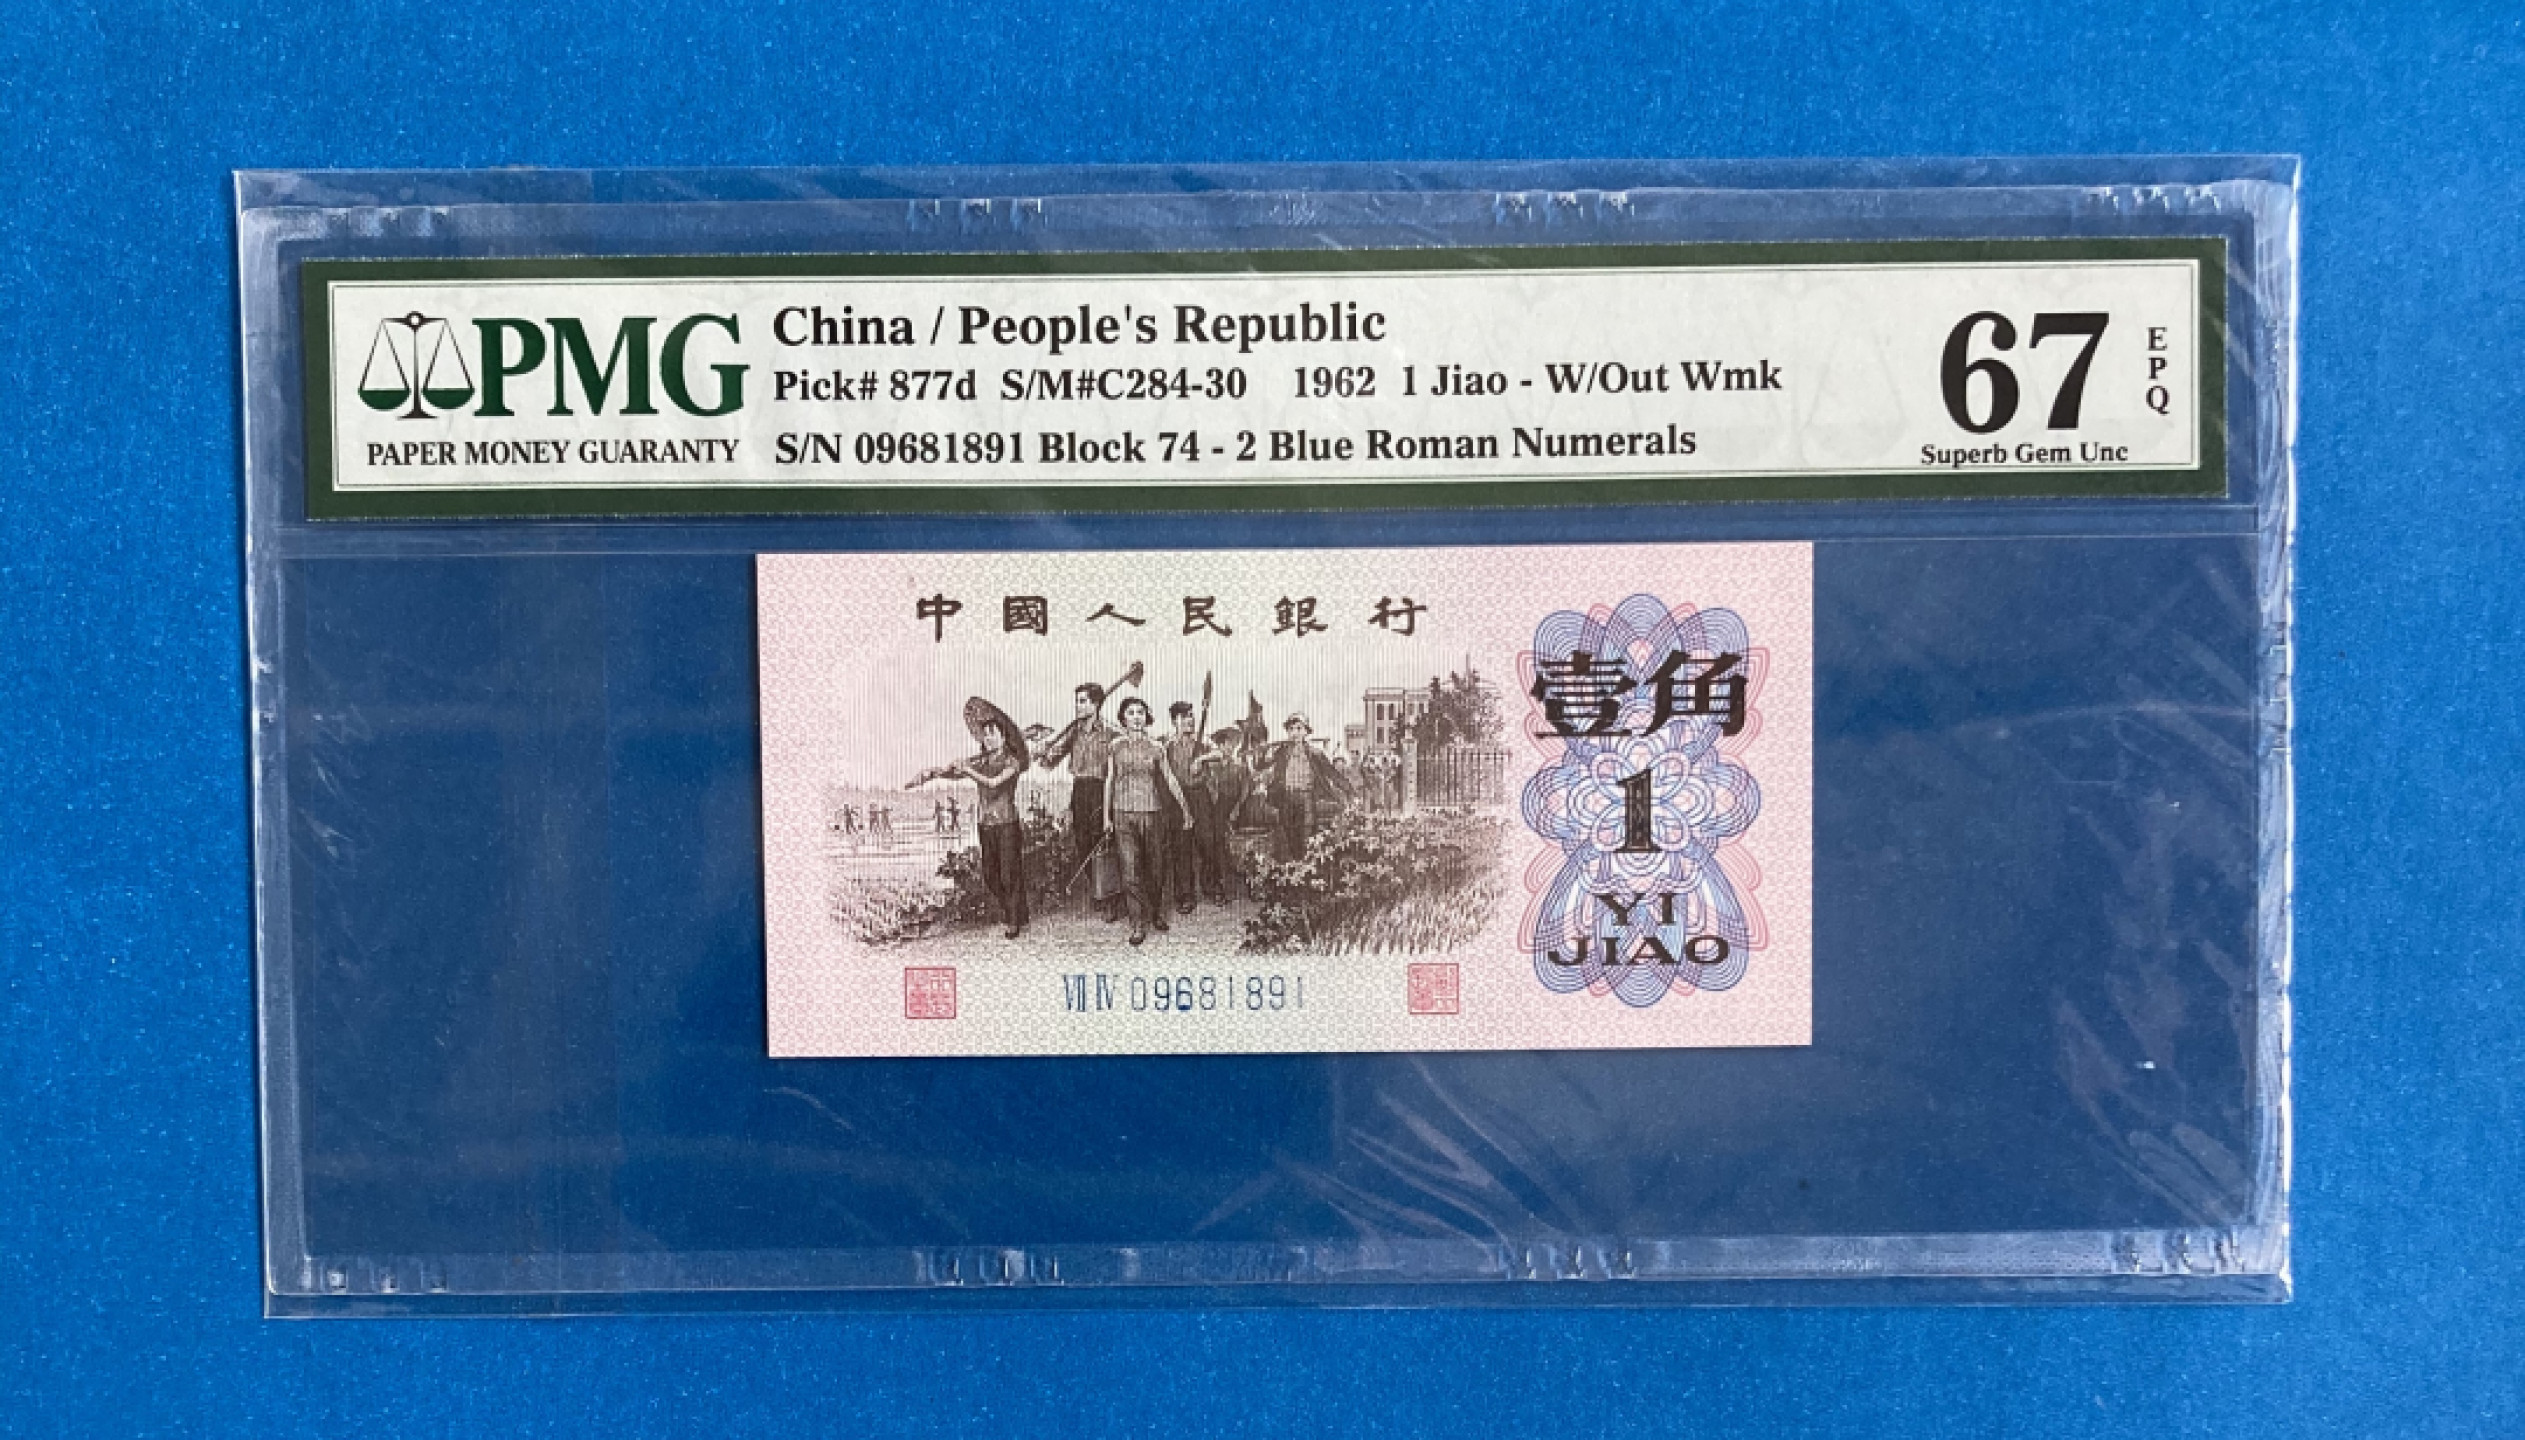 PMG
PAPER MONEY GUARANTY
China / People's Republic
Pick# 877d S/M#C284-30 1962 1 Jiao - W/Out Wmk
S/N 09681891 Block 74 - 2 Blue Roman Numerals
67
EPQ
Superb Gem Unc
中國人民銀行
壹角
1
YI
JIAO
ⅦⅣ 09681891